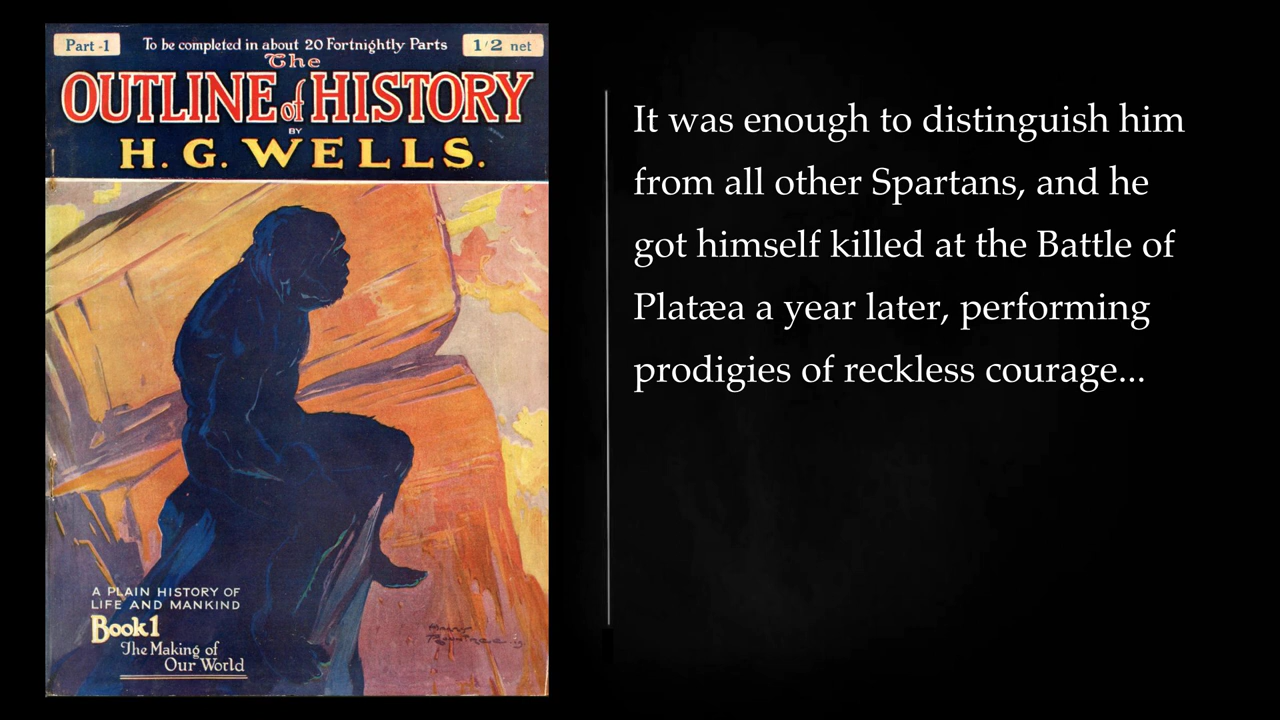 Part -1
To be completed in about 20 Fortnightly Parts
1/2 net
The
OUTLINE of HISTORY
BY
H. G. WELLS.
A PLAIN HISTORY OF
LIFE AND MANKIND
Book 1
The Making of
Our World
It was enough to distinguish him
from all other Spartans, and he
got himself killed at the Battle of
Platæa a year later, performing
prodigies of reckless courage...